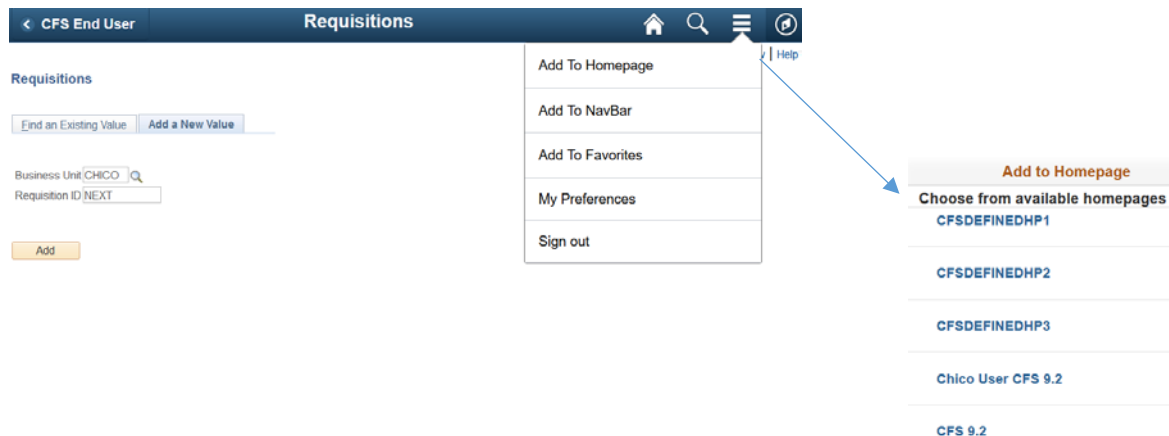 CFS End User
Requisitions
Help
Requisitions
Find an Existing Value
Add a New Value
Business Unit CHICO
Requisition ID NEXT
Add
Add To Homepage
Add To NavBar
Add To Favorites
My Preferences
Sign out
Add to Homepage
Choose from available homepages
CFSDEFINEDHP1
CFSDEFINEDHP2
CFSDEFINEDHP3
Chico User CFS 9.2
CFS 9.2